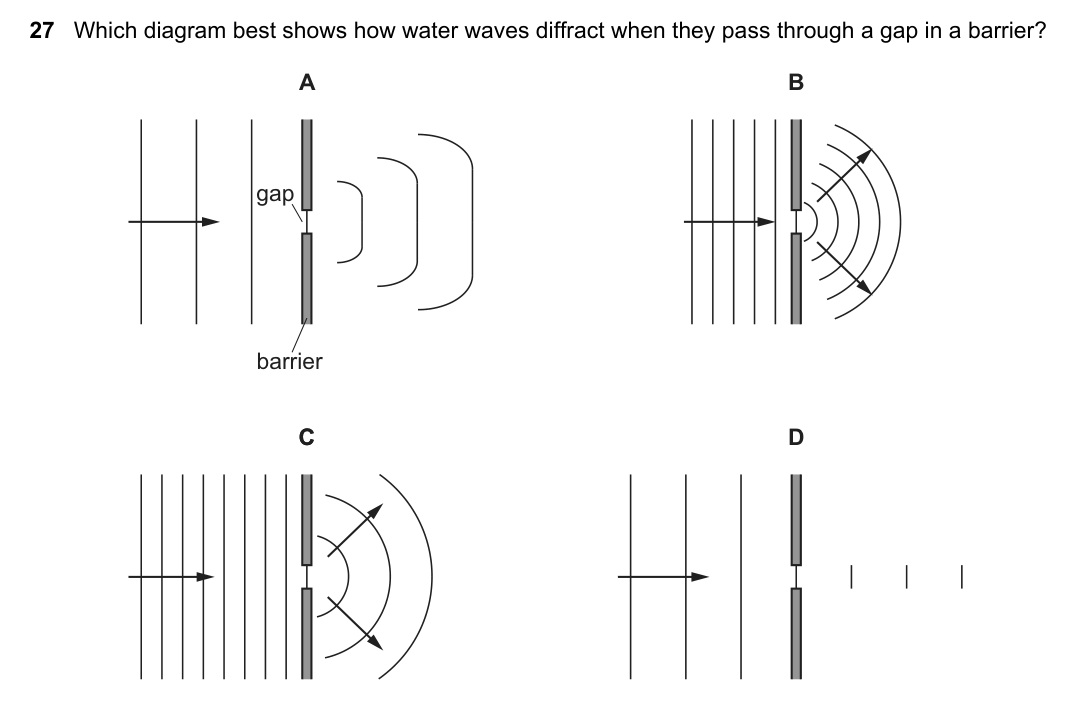 27 Which diagram best shows how water waves diffract when they pass through a gap in a barrier?
A
B
gap
barrier
C
D